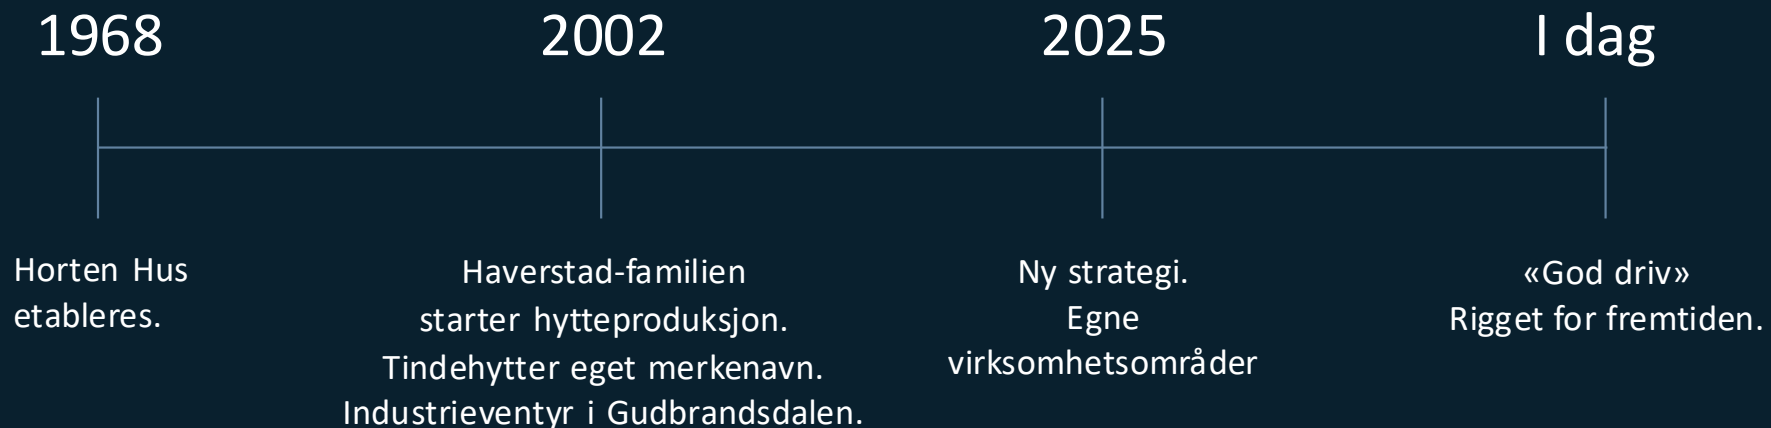 1968
Horten Hus
etableres.
2002
Haverstad-familien
starter hytteproduksjon.
Tindehytter eget merkenavn.
Industrieventyr i Gudbrandsdalen.
2025
Ny strategi.
Egne
virksomhetsområder
I dag
«God driv»
Rigget for fremtiden.